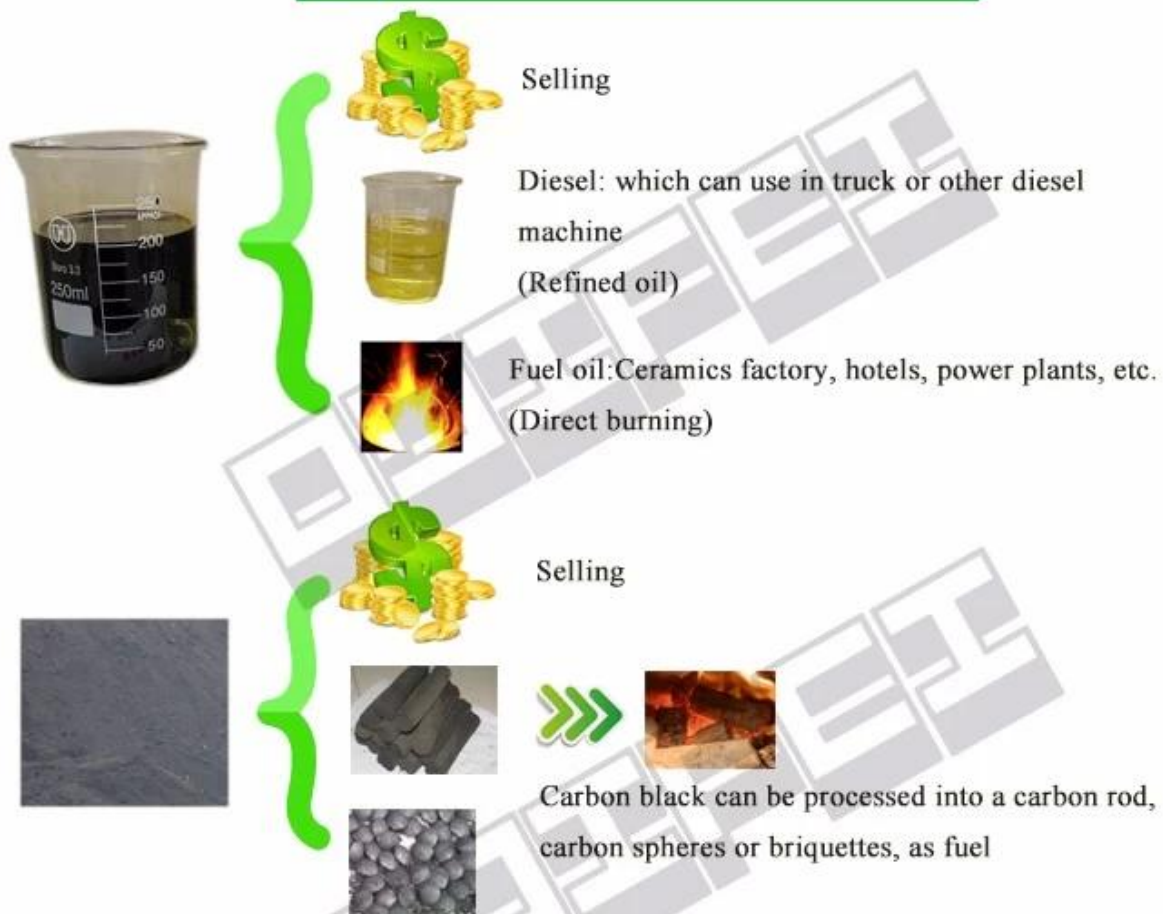 Selling
Diesel: which can use in truck or other diesel
machine
(Refined oil)
250
APPROX
200
150
250ml
100
50
Fuel oil:Ceramics factory, hotels, power plants, etc.
(Direct burning)
Selling
Carbon black can be processed into a carbon rod,
carbon spheres or briquettes, as fuel